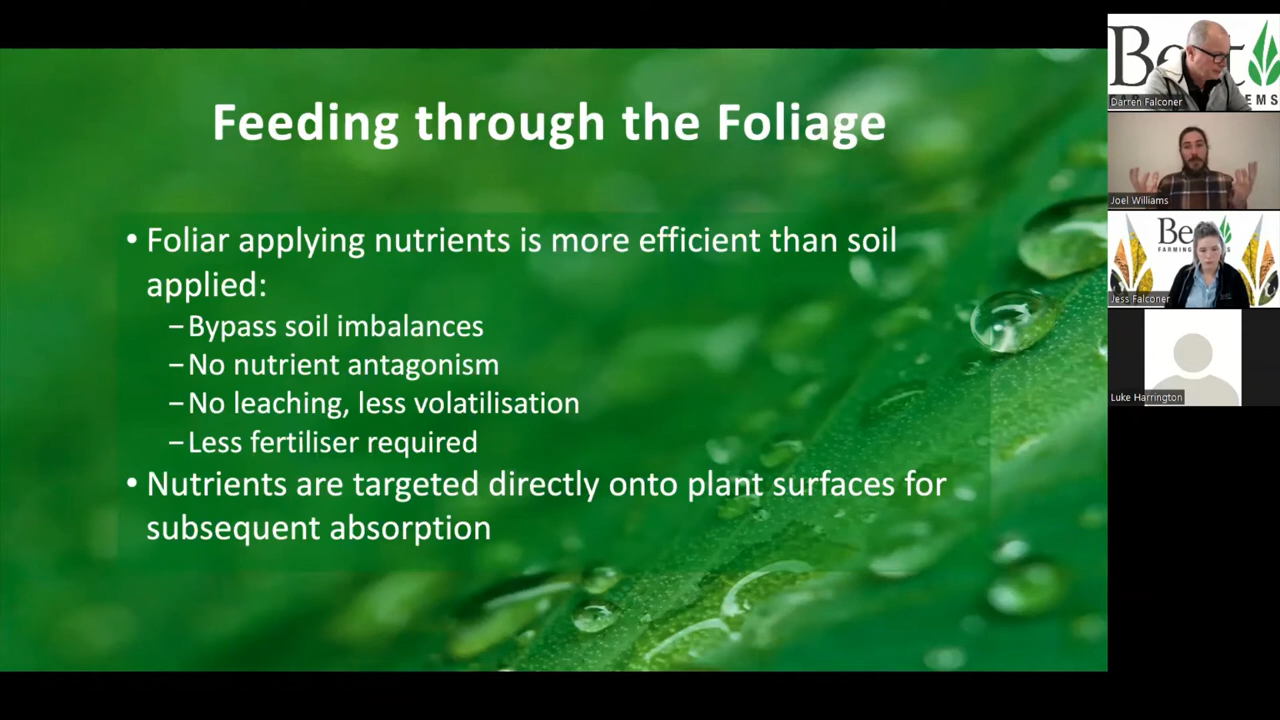 Feeding through the Foliage
• Foliar applying nutrients is more efficient than soil
applied:
–Bypass soil imbalances
–No nutrient antagonism
–No leaching, less volatilisation
–Less fertiliser required
• Nutrients are targeted directly onto plant surfaces for
subsequent absorption
Darren Falconer
EMS
Joel Williams
Jess Falconer
Luke Harrington